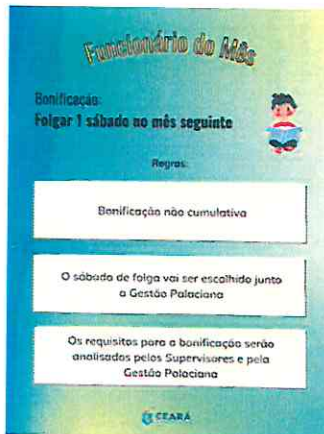 Funcionário do Mês
Bonificação:
Folgar 1 sábado no mês seguinte
Regras:
Bonificação não cumulativa
O sábado de folga vai ser escolhido junto
a Gestão Palaciana
Os requisitos para a bonificação serão
analisados pelos Supervisores e pela
Gestão Palaciana
CEARÁ